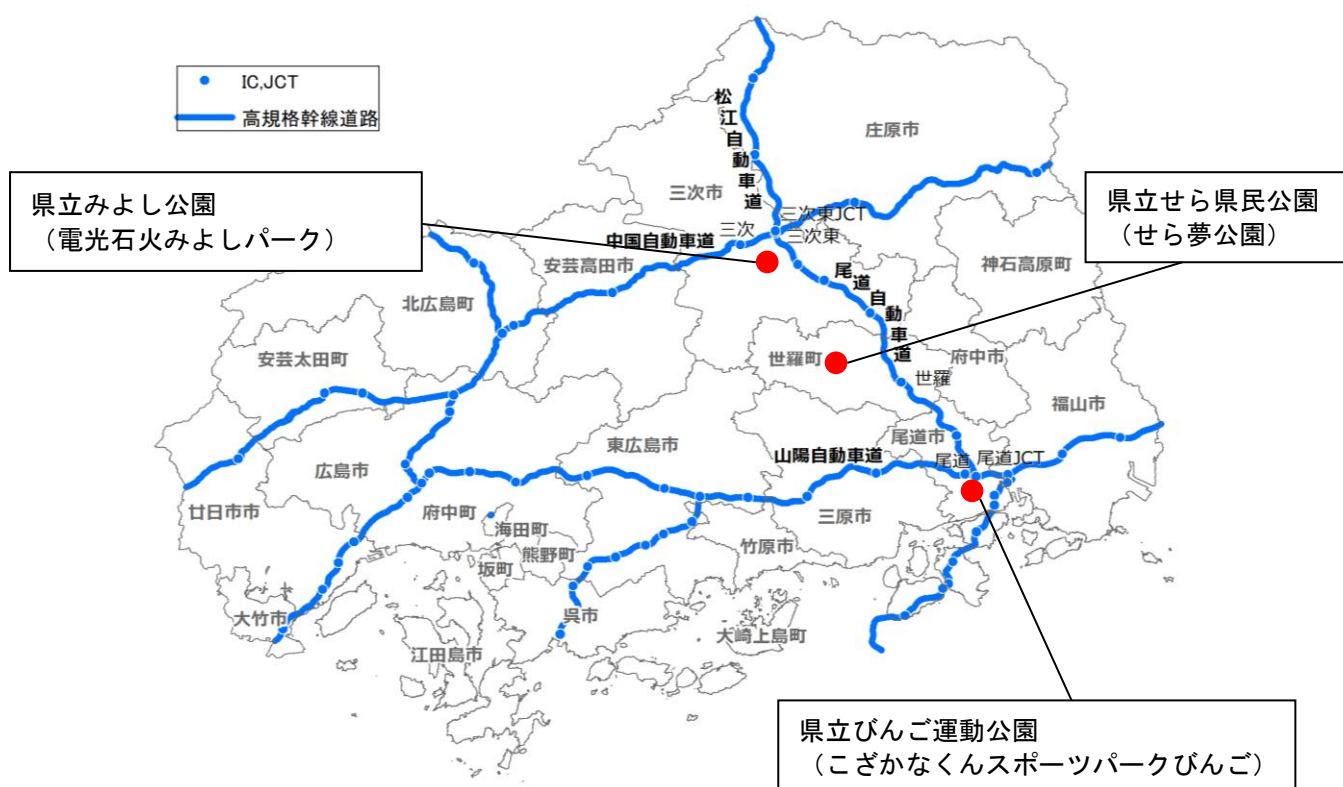 IC,JCT
高規格幹線道路
松江自動車道
庄原市
県立みよし公園
（電光石火みよしパーク）
県立せら県民公園
（せら夢公園）
三次市
三次東JCT
三次
三次東
中国自動車道
安芸高田市
神石高原町
尾道自動車道
北広島町
安芸太田町
世羅町
府中市
世羅
福山市
東広島市
尾道市
山陽自動車道
尾道
尾道JCT
広島市
廿日市市
府中町
海田町
三原市
熊野町
竹原市
坂町
大竹市
呉市
大崎上島町
江田島市
県立びんご運動公園
（こざかなくんスポーツパークびんご）